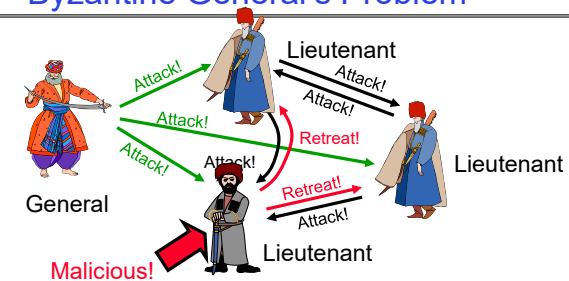 Byzantine General's Problem
Lieutenant
Attack!
Attack!
Attack!
Attack!
Retreat!
Attack!
Attack!
Lieutenant
Retreat!
Attack!
General
Lieutenant
Malicious!